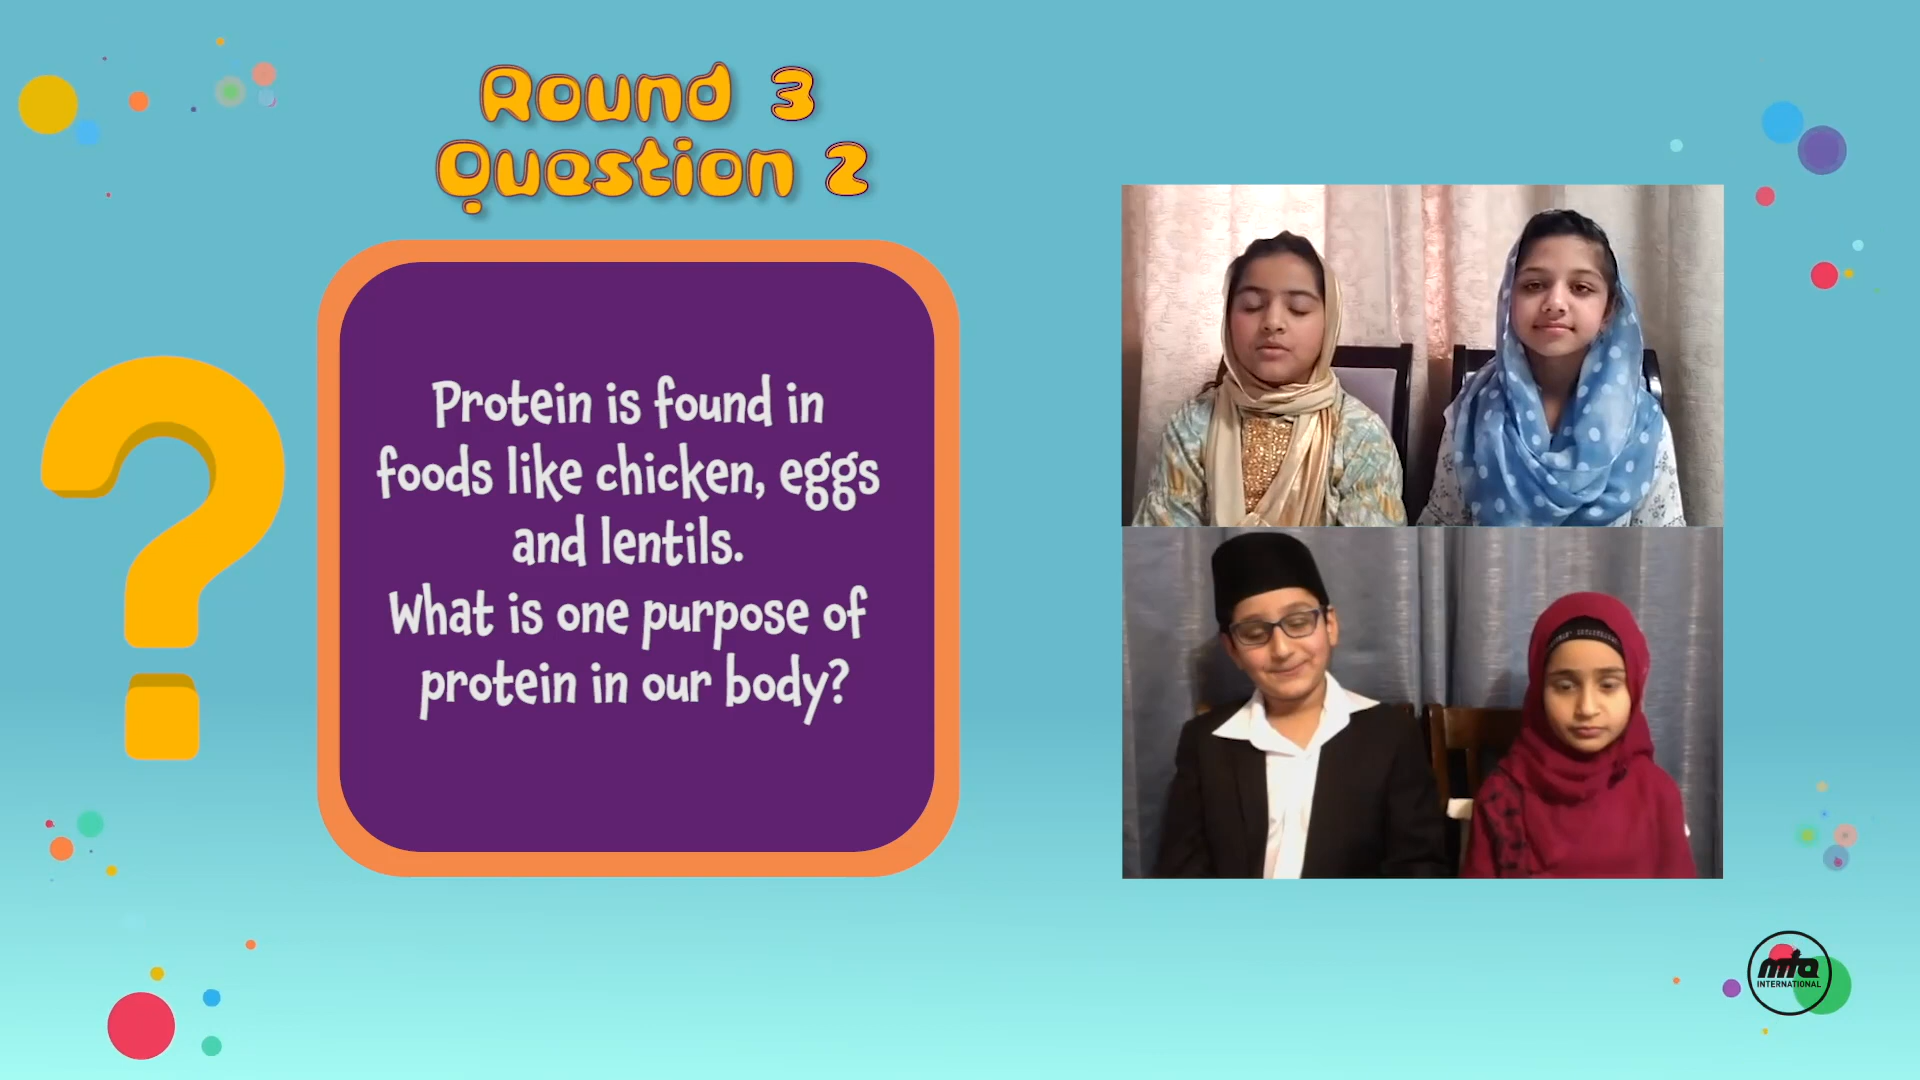 Round 3
Question 2
Protein is found in
foods like chicken, eggs
and lentils.
What is one purpose of
protein in our body?
mta
INTERNATIONAL